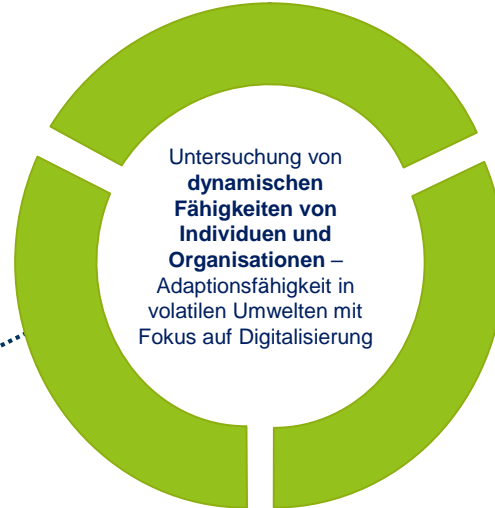 Untersuchung von
dynamischen
Fähigkeiten von
Individuen und
Organisationen –
Adaptionsfähigkeit in
volatilen Umwelten mit
Fokus auf Digitalisierung